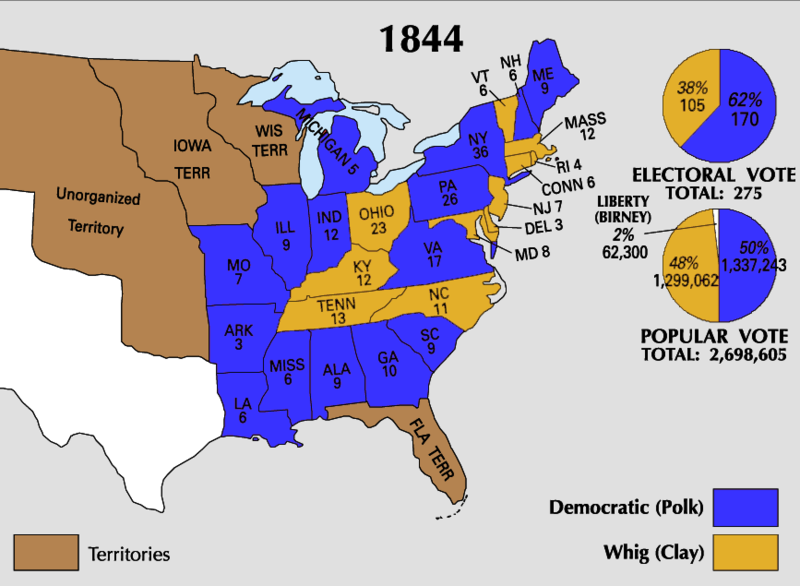 1844
NH
6
ME
9
VT
6
MASS
12
NY
36
RI 4
CONN 6
NJ 7
DEL 3
MD 8
PA
26
MICHIGAN 5
WIS
TERR
IOWA
TERR
Unorganized
Territory
ILL
9
IND
12
OHIO
23
VA
17
KY
12
MO
7
TENN
13
NC
11
ARK
3
SC
9
MISS
6
ALA
9
GA
10
LA
6
FLA TERR
38%
105
62%
170
ELECTORAL VOTE
TOTAL: 275
LIBERTY
(BIRNEY)
2%
62,300
48%
1,299,062
50%
1,337,243
POPULAR VOTE
TOTAL: 2,698,605
Democratic (Polk)
Whig (Clay)
Territories